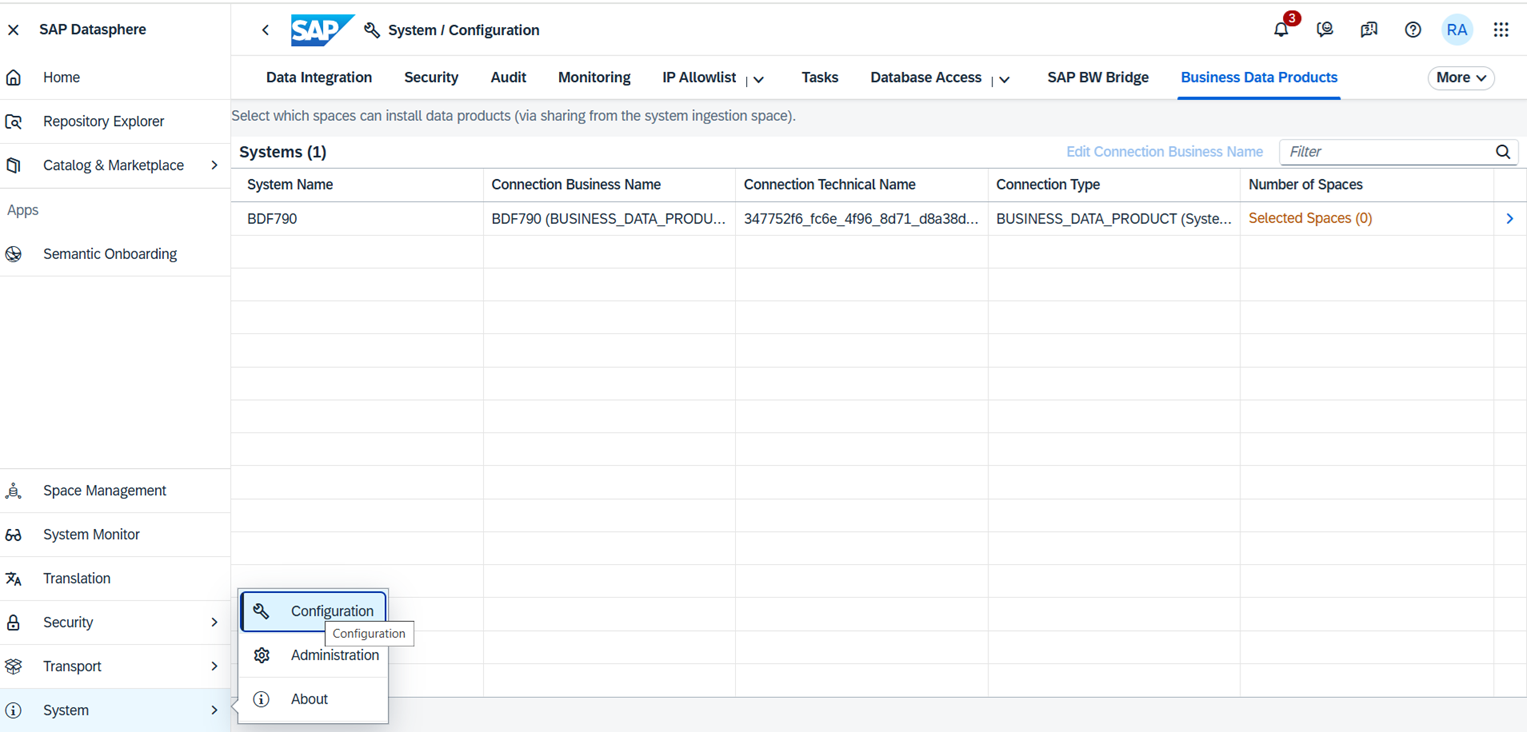 SAP Datasphere
Home
Repository Explorer
Catalog & Marketplace
Apps
Semantic Onboarding
Space Management
System Monitor
Translation
Security
Transport
System
SAP System / Configuration
3
RA
Data Integration Security Audit Monitoring IP Allowlist Tasks Database Access SAP BW Bridge Business Data Products More
Select which spaces can install data products (via sharing from the system ingestion space).
Systems (1) Edit Connection Business Name Filter
System Name Connection Business Name Connection Technical Name Connection Type Number of Spaces
BDF790 BDF790 (BUSINESS_DATA_PRODU... 347752f6_fc6e_4f96_8d71_d8a38d... BUSINESS_DATA_PRODUCT (Syste... Selected Spaces (0)
Configuration
Configuration
Administration
About